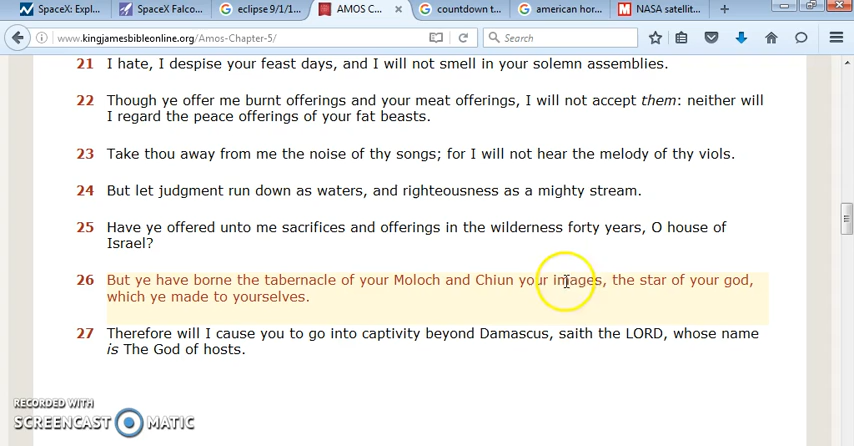 SpaceX: Expl...
SpaceX Falco...
eclipse 9/1/1...
AMOS C...
countdown t...
american hor...
NASA satellit...
www.kingjamesbibleonline.org/Amos-Chapter-5/
Search
21 I hate, I despise your feast days, and I will not smell in your solemn assemblies.
22 Though ye offer me burnt offerings and your meat offerings, I will not accept them: neither will
I regard the peace offerings of your fat beasts.
23 Take thou away from me the noise of thy songs; for I will not hear the melody of thy viols.
24 But let judgment run down as waters, and righteousness as a mighty stream.
25 Have ye offered unto me sacrifices and offerings in the wilderness forty years, O house of
Israel?
26 But ye have borne the tabernacle of your Moloch and Chiun your images, the star of your god,
which ye made to yourselves.
27 Therefore will I cause you to go into captivity beyond Damascus, saith the LORD, whose name
is The God of hosts.
RECORDED WITH
SCREENCAST MATIC